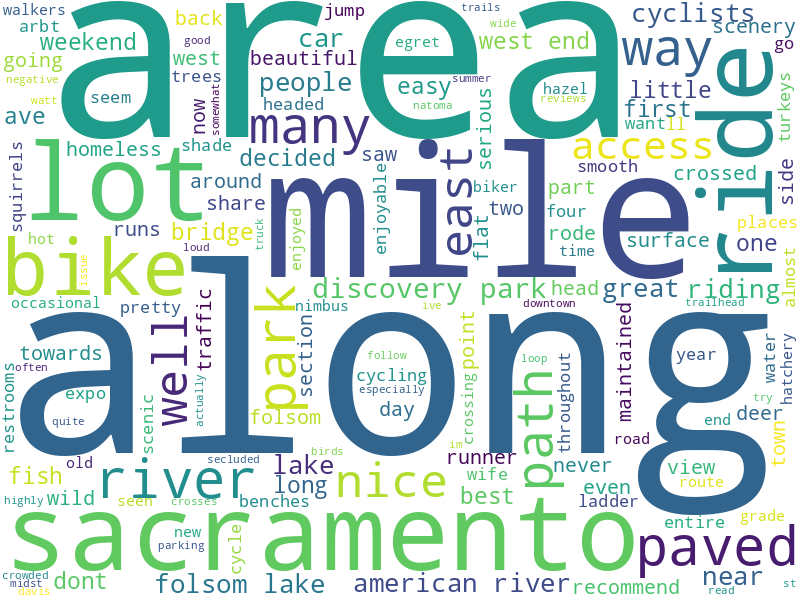 walkers
arbt
weekend
going
negative
watt
ave
back
car
west
trees
seem
now
somewhat
good
area
jump
beautiful
people
headed
egret
easy
natoma
trails
wide
west end
summer
serious
hazel
reviews
cyclists
scenery
way
go
little
first
want
ll
access
ride
turkeys
side
squirrels
homeless
shade
lot
many
decided
around
share
runs
bridge
loud
truck
enjoyed
saw
enjoyable
mile
east
flat
biker
two
smooth
part
four
rode
time
crossed
surface
places
one
almost
hot
bike
issue
occasional
pretty
discovery park
nimbus
ive
head
downtown
great
riding
trailhead
towards
often
restrooms
expo
quite
well
traffic
scenic
actually
park
section
folsom
along
follow
cycling
especially
day
point
crossing
loop
path
throughout
maintained
road
year
water
hatchery
try
end
deer
town
old
fish
wild
highly
seen
crosses
river
secluded
birds
lake
long
benches
nice
im
runner
wife
best
never
even
ladder
view
route
entire
grade
sacramento
new
parking
cycle
crowded
midst
davis
dont
folsom lake
american river
recommend
paved
near
read
st